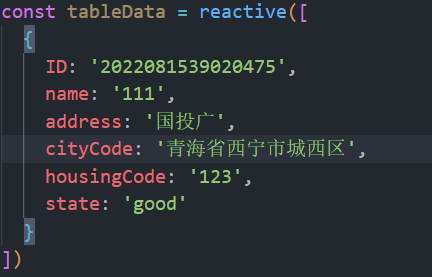 const tableData = reactive([
{
ID: '2022081539020475',
name: '111',
address: '国投广',
cityCode: '青海省西宁市城西区',
housingCode: '123',
state: 'good'
}
])